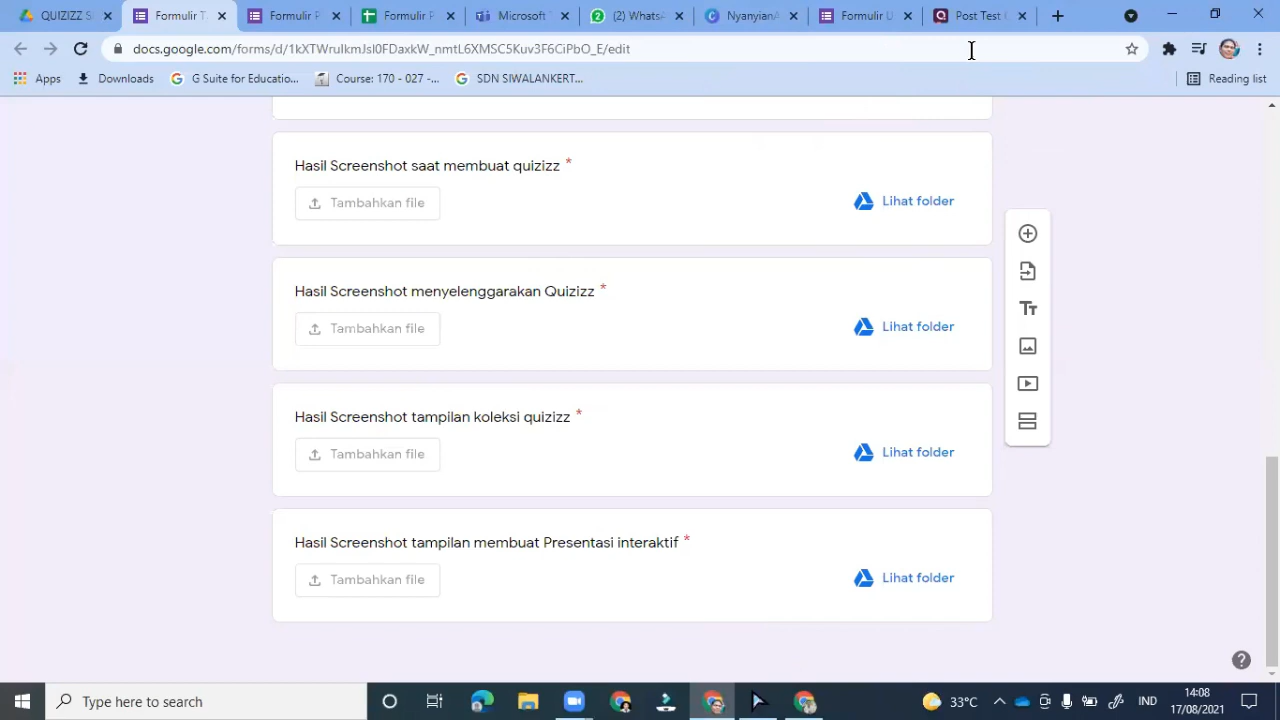 QUIZIZZ S
Formulir T
Formulir P
Formulir P
Microsoft
(2) Whats
NyanyianA
Formulir U
Post Test C
docs.google.com/forms/d/1kXTWruIkmJsI0FDaxkW_nmtL6XMSC5Kuv3F6CiPbO_E/edit
Apps
Downloads
G Suite for Educatio...
Course: 170 - 027 -...
SDN SIWALANKERT...
Reading list
Hasil Screenshot saat membuat quizizz *
Tambahkan file
Lihat folder
Hasil Screenshot menyelenggarakan Quizizz *
Tambahkan file
Lihat folder
Hasil Screenshot tampilan koleksi quizizz *
Tambahkan file
Lihat folder
Hasil Screenshot tampilan membuat Presentasi interaktif *
Tambahkan file
Lihat folder
Type here to search
33°C
IND
14:08
17/08/2021